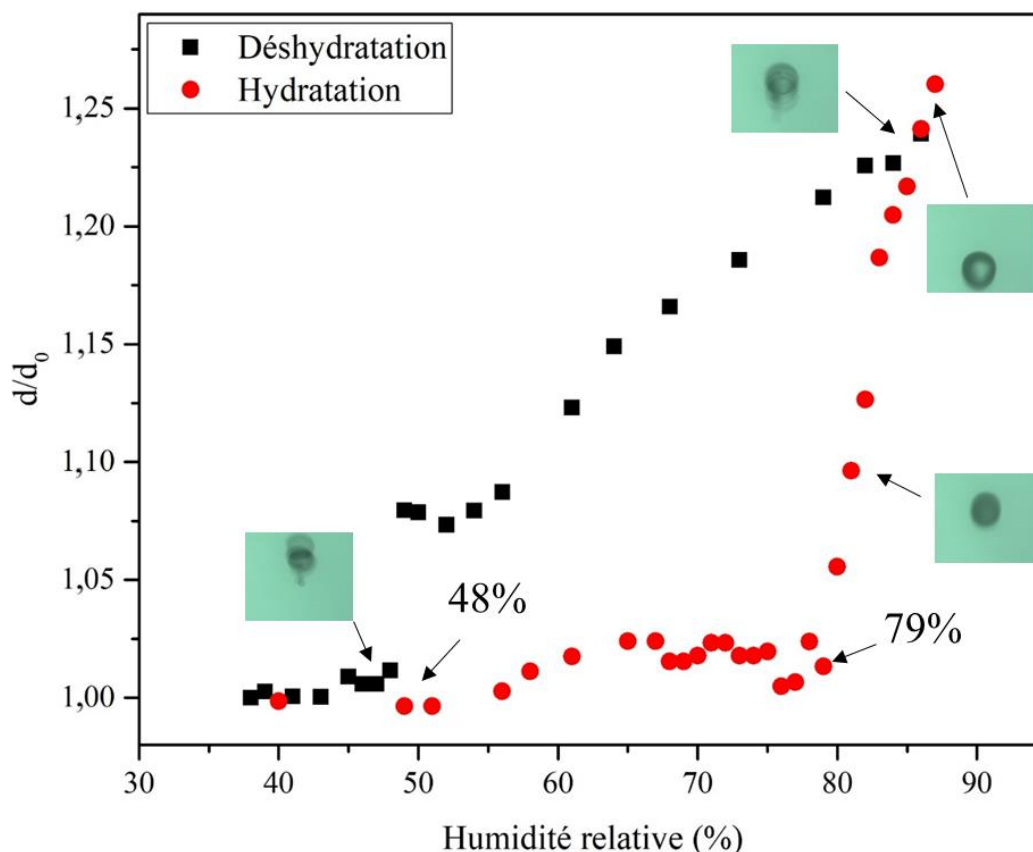 Déshydratation
Hydratation
1,25
1,20
1,15
1,10
1,05
1,00
d/d₀
48%
79%
30 40 50 60 70 80 90
Humidité relative (%)